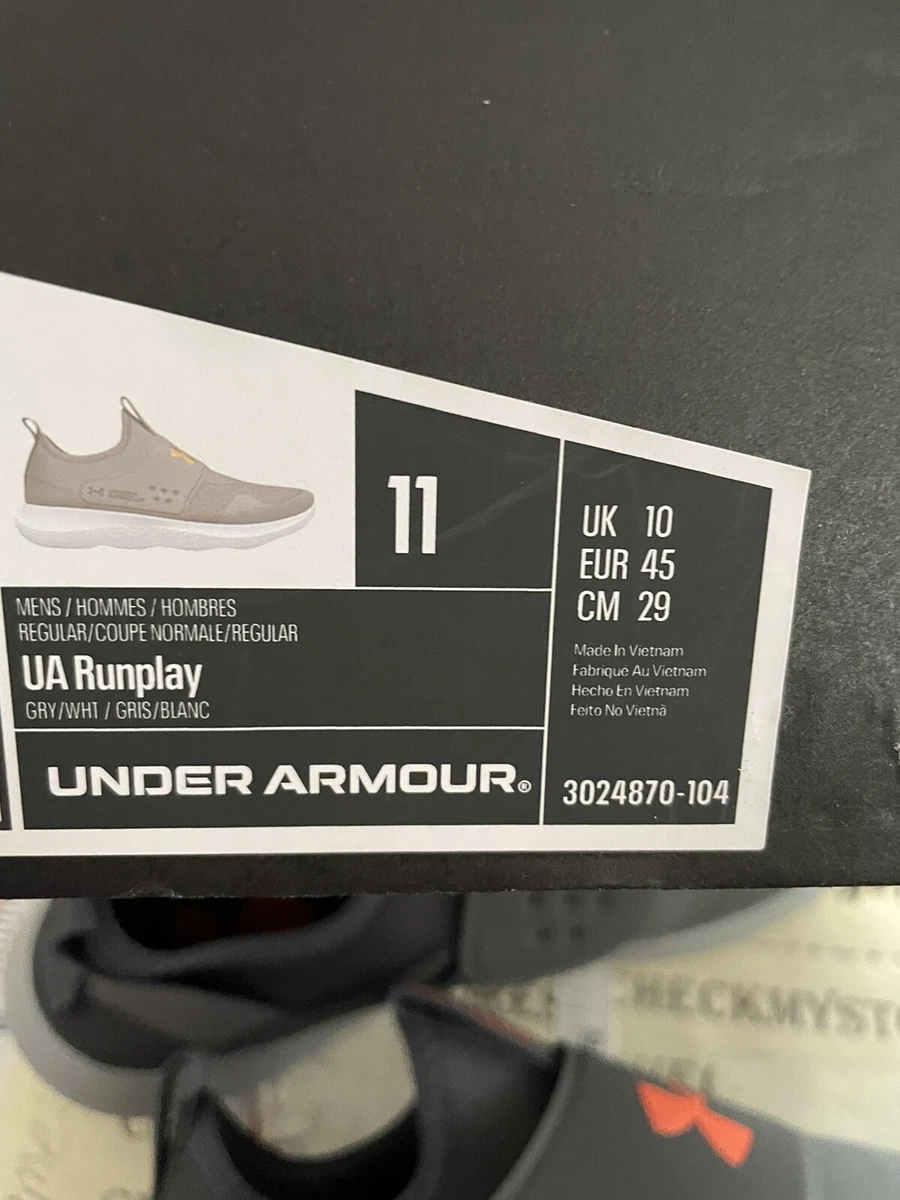 11
UK 10
EUR 45
CM 29
MENS / HOMMES / HOMBRES
REGULAR/COUPE NORMALE/REGULAR
UA Runplay
GRY/WHT / GRIS/BLANC
Made In Vietnam
Fabriqué Au Vietnam
Hecho En Vietnam
Feito No Vietnã
UNDER ARMOUR®
3024870-104
CHECKMYSTO